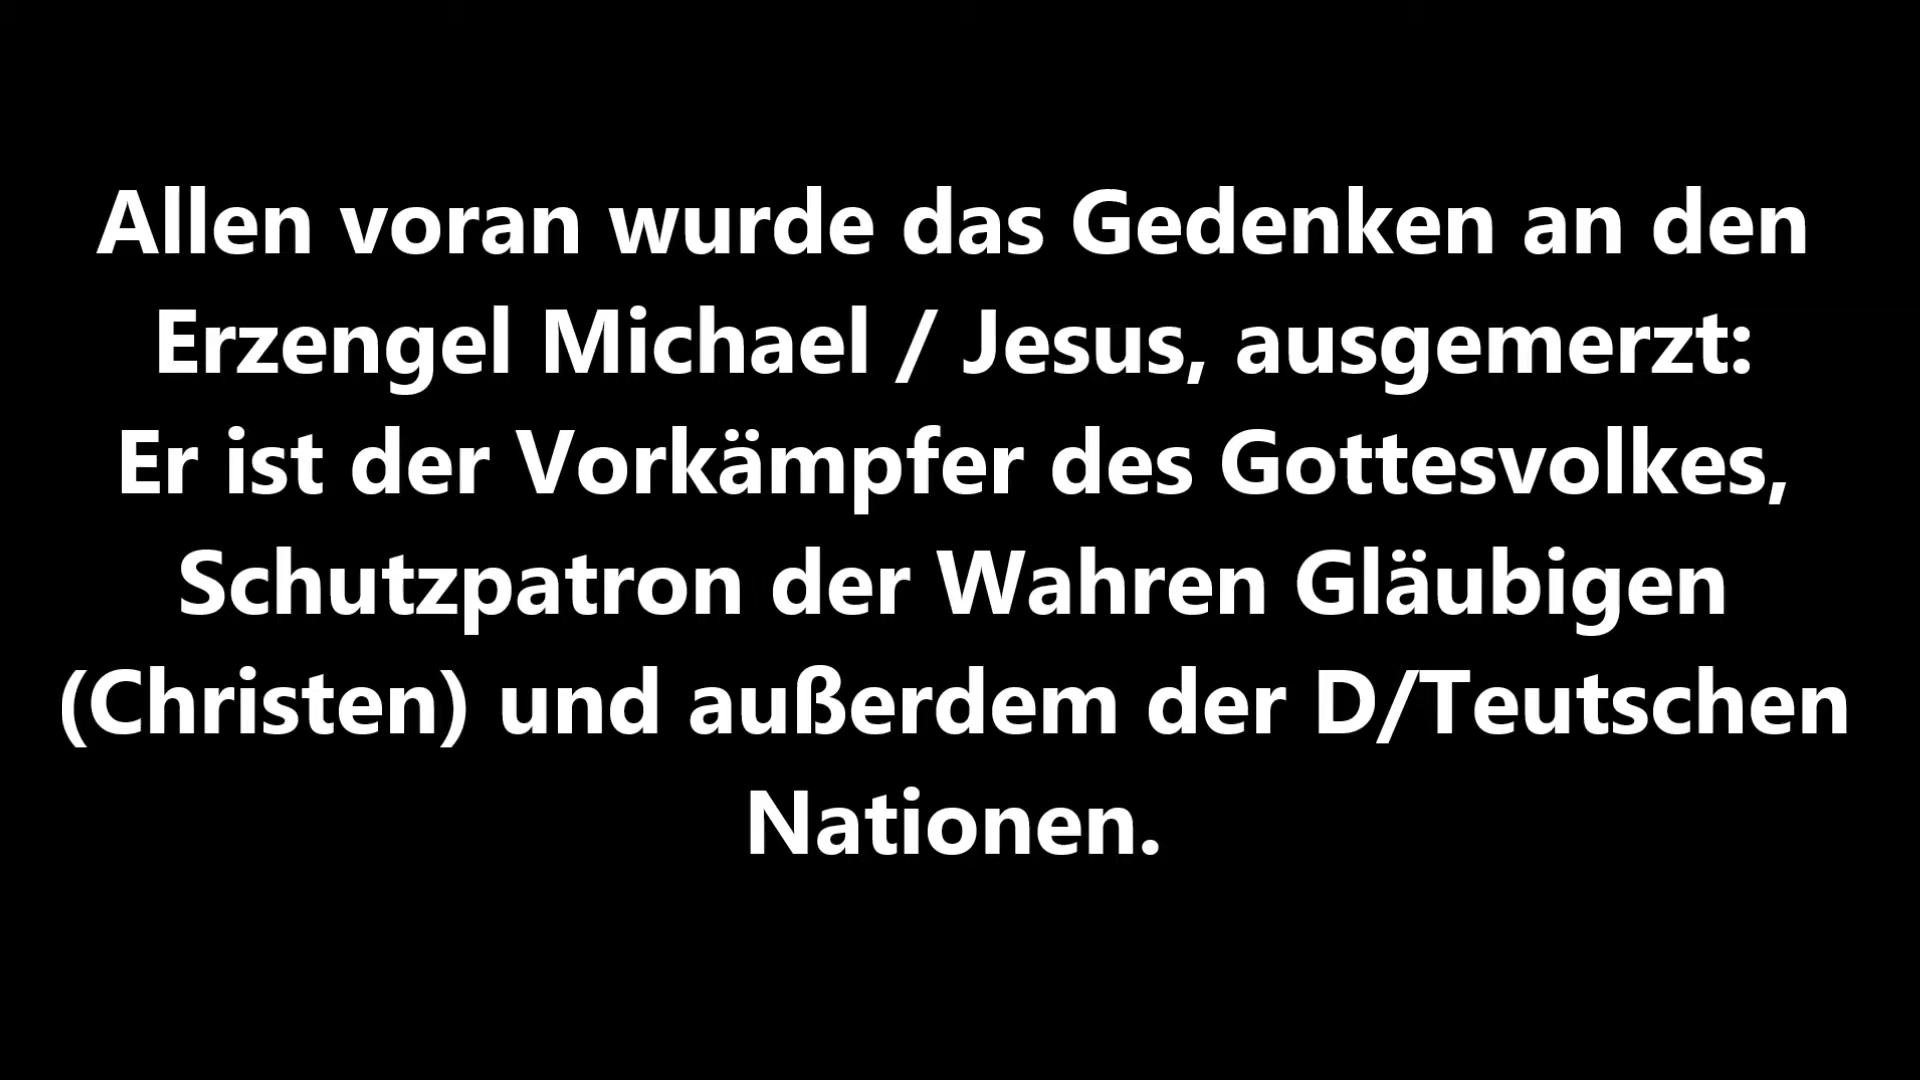 Allen voran wurde das Gedenken an den
Erzengel Michael / Jesus, ausgemerzt:
Er ist der Vorkämpfer des Gottesvolkes,
Schutzpatron der Wahren Gläubigen
(Christen) und außerdem der D/Teutschen
Nationen.